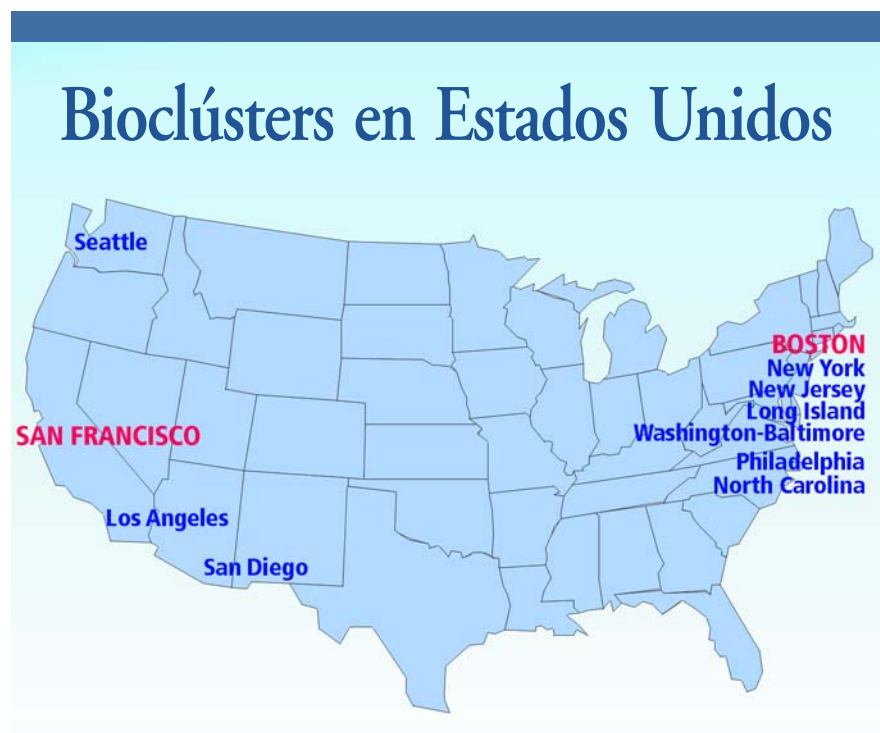 Bioclústers en Estados Unidos
Seattle
BOSTON
New York
New Jersey
Long Island
Washington-Baltimore
SAN FRANCISCO
Philadelphia
North Carolina
Los Angeles
San Diego